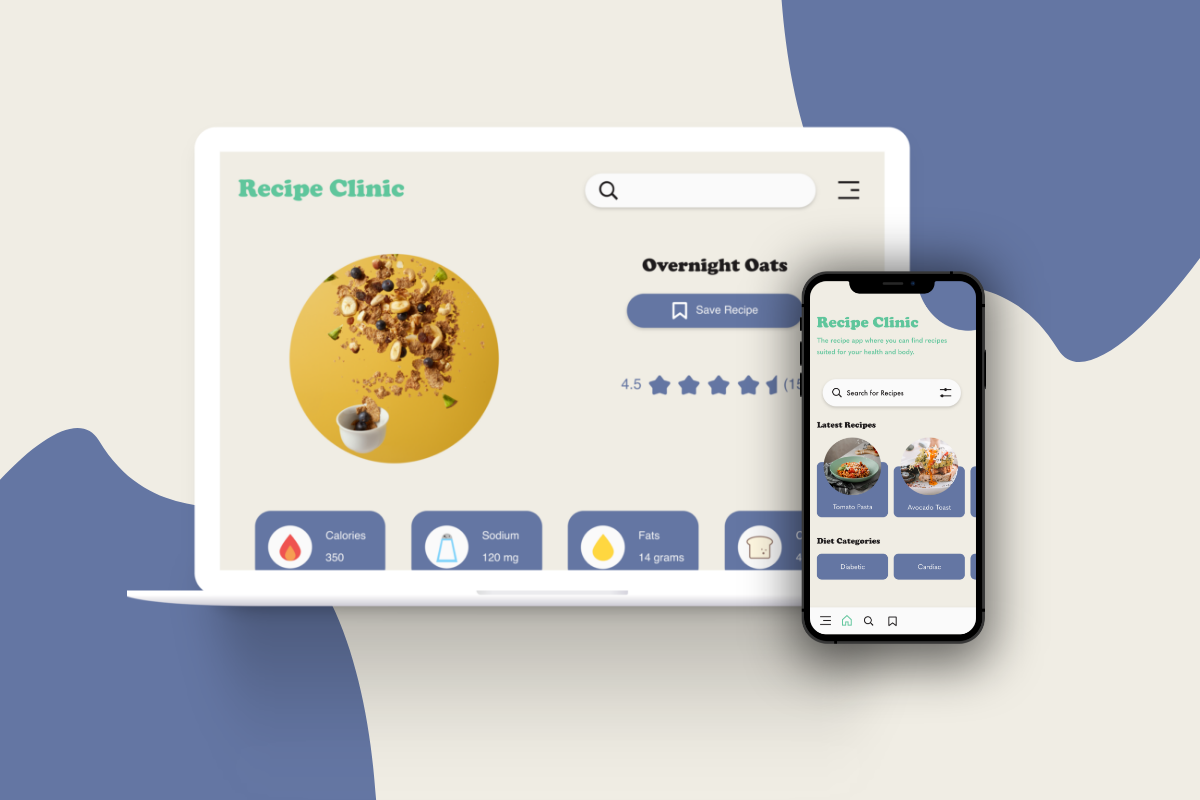 Recipe Clinic
Overnight Oats
Save Recipe
4.5
Calories
350
Sodium
120 mg
Fats
14 grams
Recipe Clinic
The recipe app where you can find recipes
suited for your health and body.
Search for Recipes
Latest Recipes
Tomato Pasta
Avocado Toast
Diet Categories
Diabetic
Cardiac